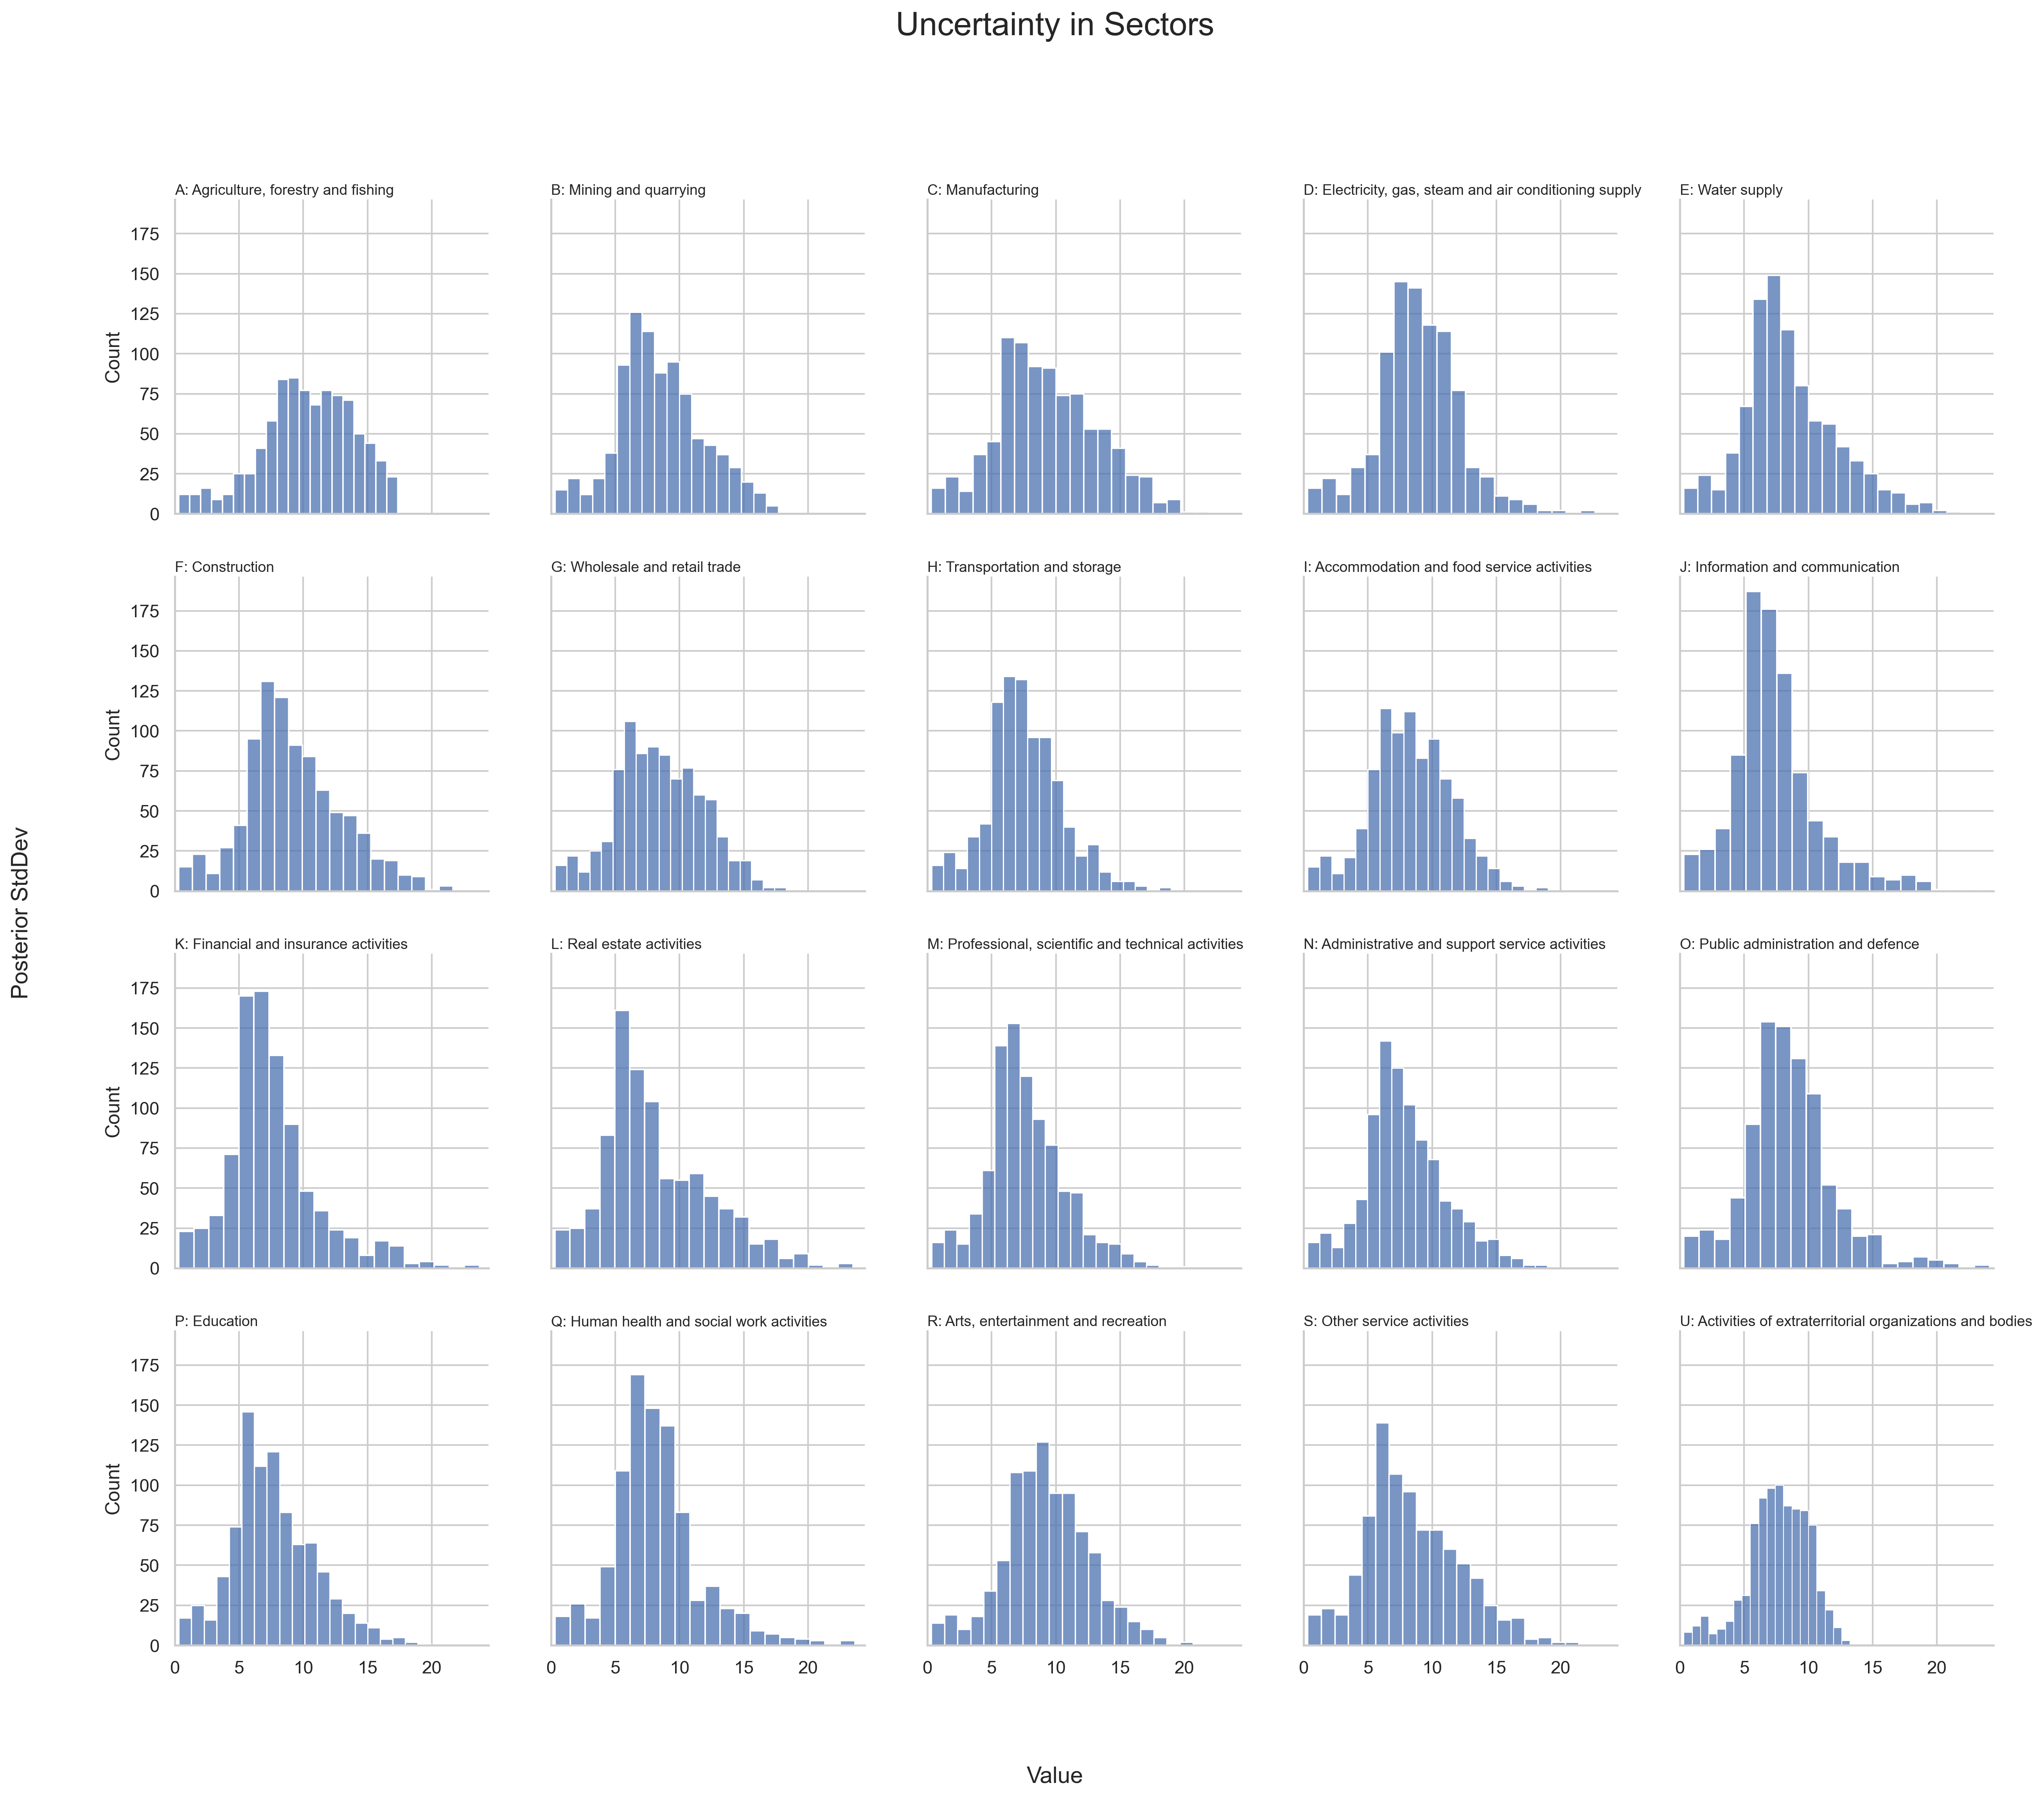 Uncertainty in Sectors
A: Agriculture, forestry and fishing
B: Mining and quarrying
C: Manufacturing
D: Electricity, gas, steam and air conditioning supply
E: Water supply
175
150
125
100
75
50
25
0
Count
F: Construction
G: Wholesale and retail trade
H: Transportation and storage
I: Accommodation and food service activities
J: Information and communication
175
150
125
100
75
50
25
0
Count
Posterior StdDev
K: Financial and insurance activities
L: Real estate activities
M: Professional, scientific and technical activities
N: Administrative and support service activities
O: Public administration and defence
175
150
125
100
75
50
25
0
Count
P: Education
Q: Human health and social work activities
R: Arts, entertainment and recreation
S: Other service activities
U: Activities of extraterritorial organizations and bodies
175
150
125
100
75
50
25
0
Count
0 5 10 15 20
0 5 10 15 20
0 5 10 15 20
0 5 10 15 20
0 5 10 15 20
Value